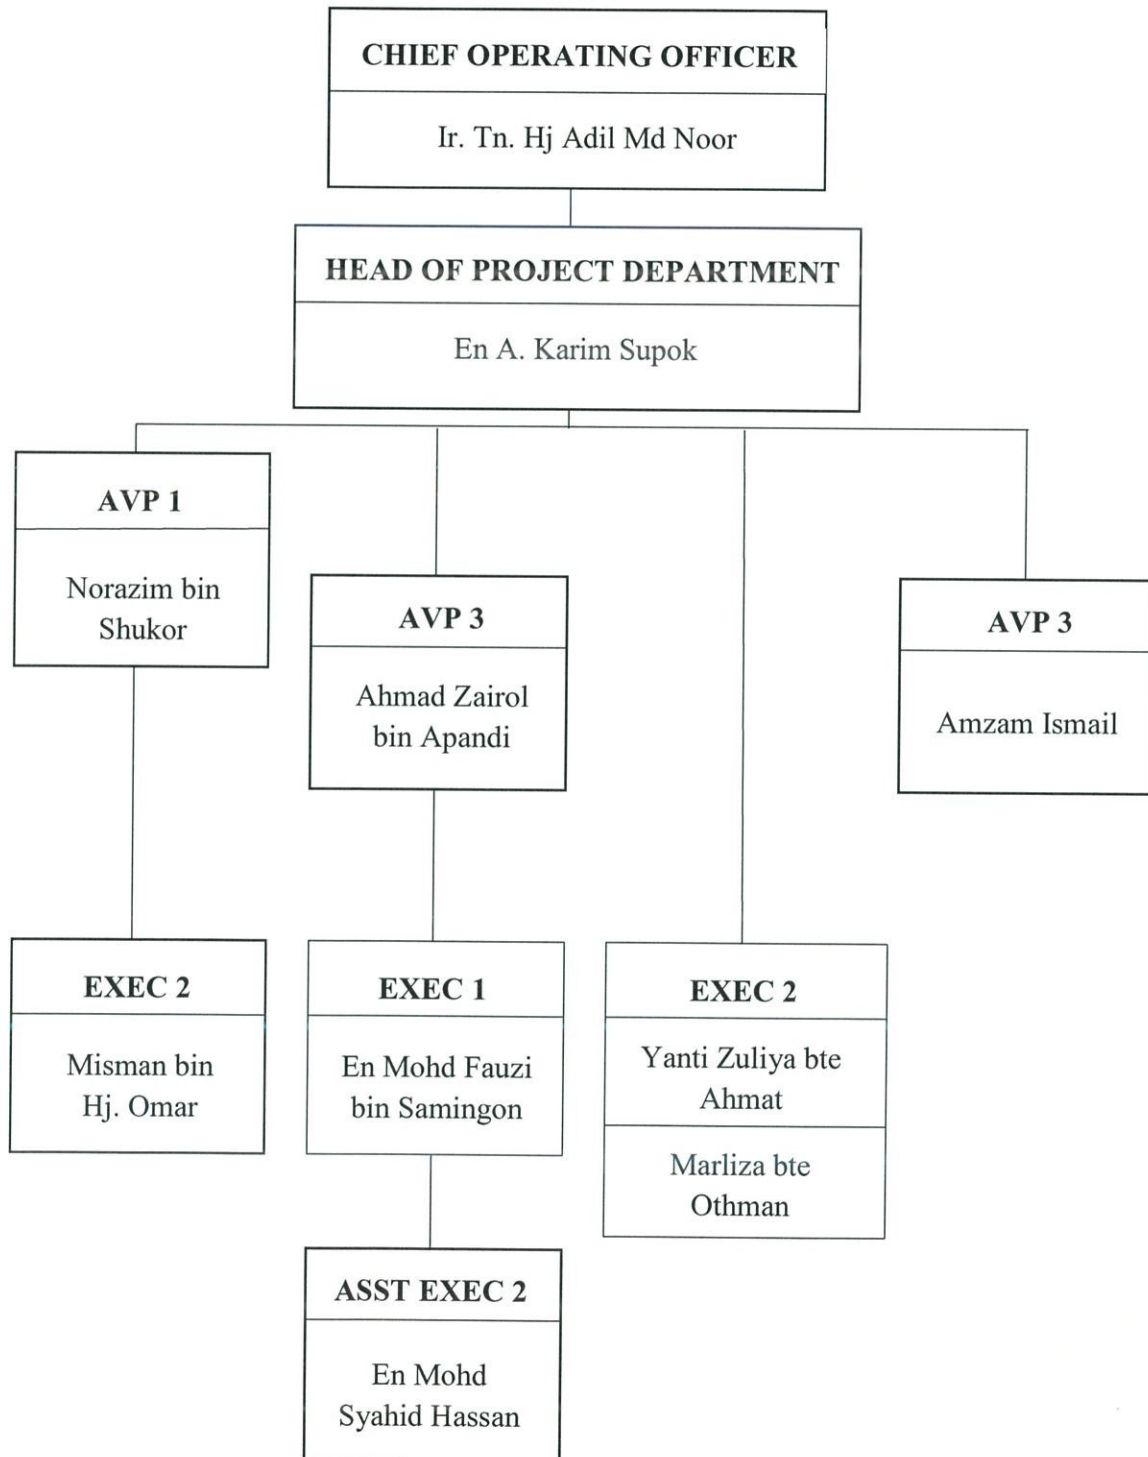 CHIEF OPERATING OFFICER
Ir. Tn. Hj Adil Md Noor
HEAD OF PROJECT DEPARTMENT
En A. Karim Supok
AVP 1
Norazim bin
Shukor
AVP 3
Ahmad Zairol
bin Apandi
AVP 3
Amzam Ismail
EXEC 2
Misman bin
Hj. Omar
EXEC 1
En Mohd Fauzi
bin Samingon
EXEC 2
Yanti Zuliya bte
Ahmat
Marliza bte
Othman
ASST EXEC 2
En Mohd
Syahid Hassan